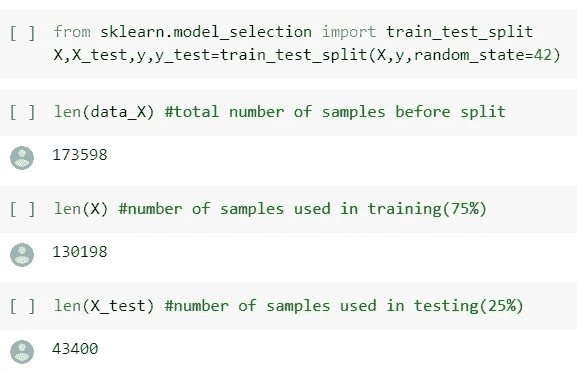 [ ] from sklearn.model_selection import train_test_split
X,X_test,y,y_test=train_test_split(X,y,random_state=42)
[ ] len(data_X) #total number of samples before split
173598
[ ] len(X) #number of samples used in training(75%)
130198
[ ] len(X_test) #number of samples used in testing(25%)
43400